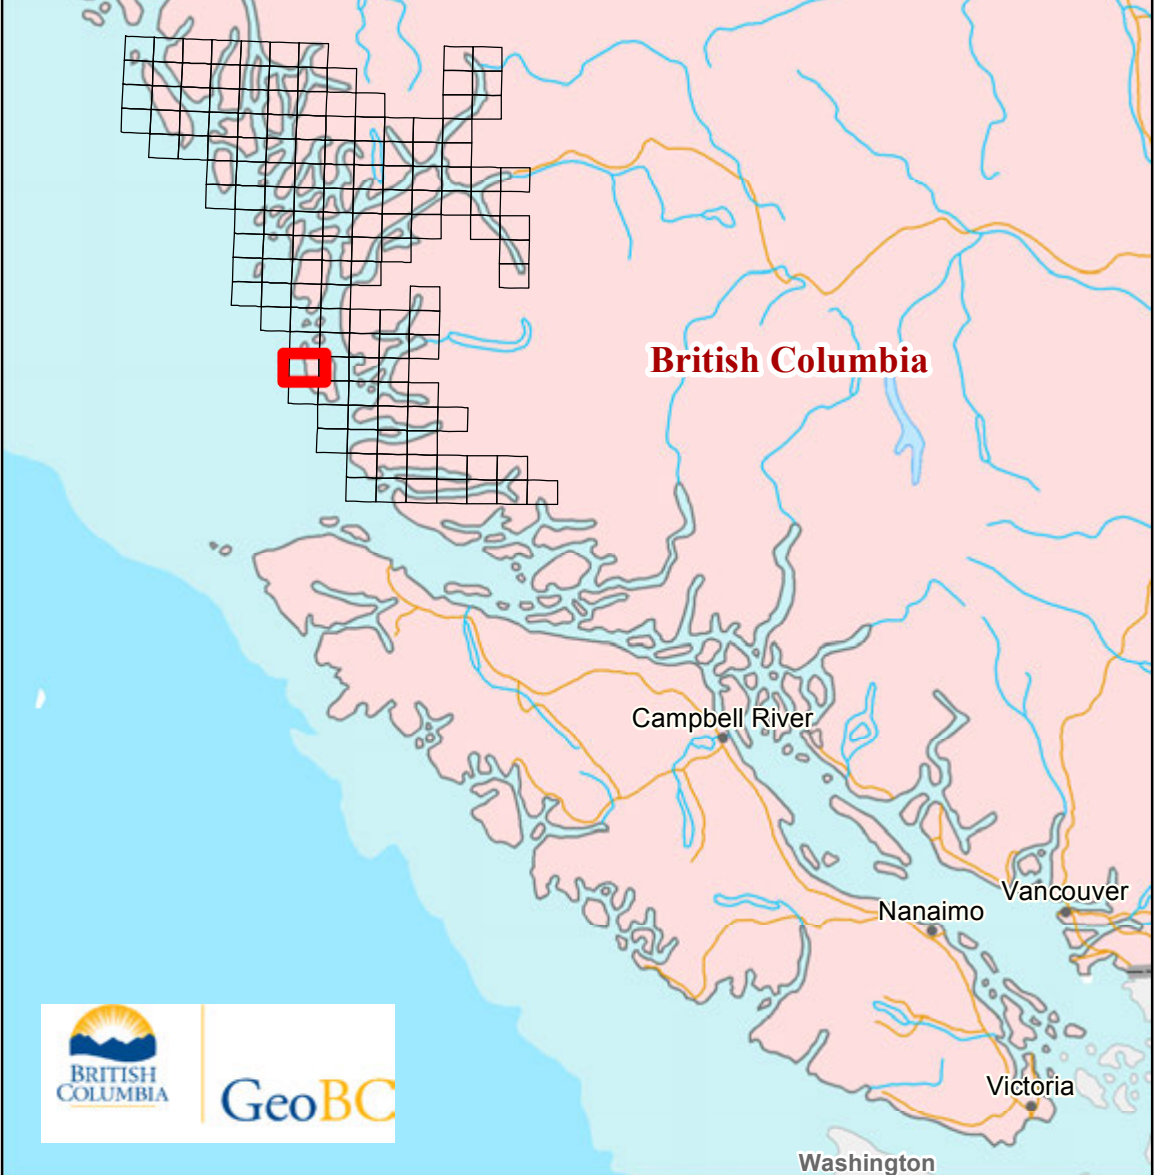 British Columbia
Campbell River
Vancouver
Nanaimo
Victoria
Washington
BRITISH
COLUMBIA
GeoBC